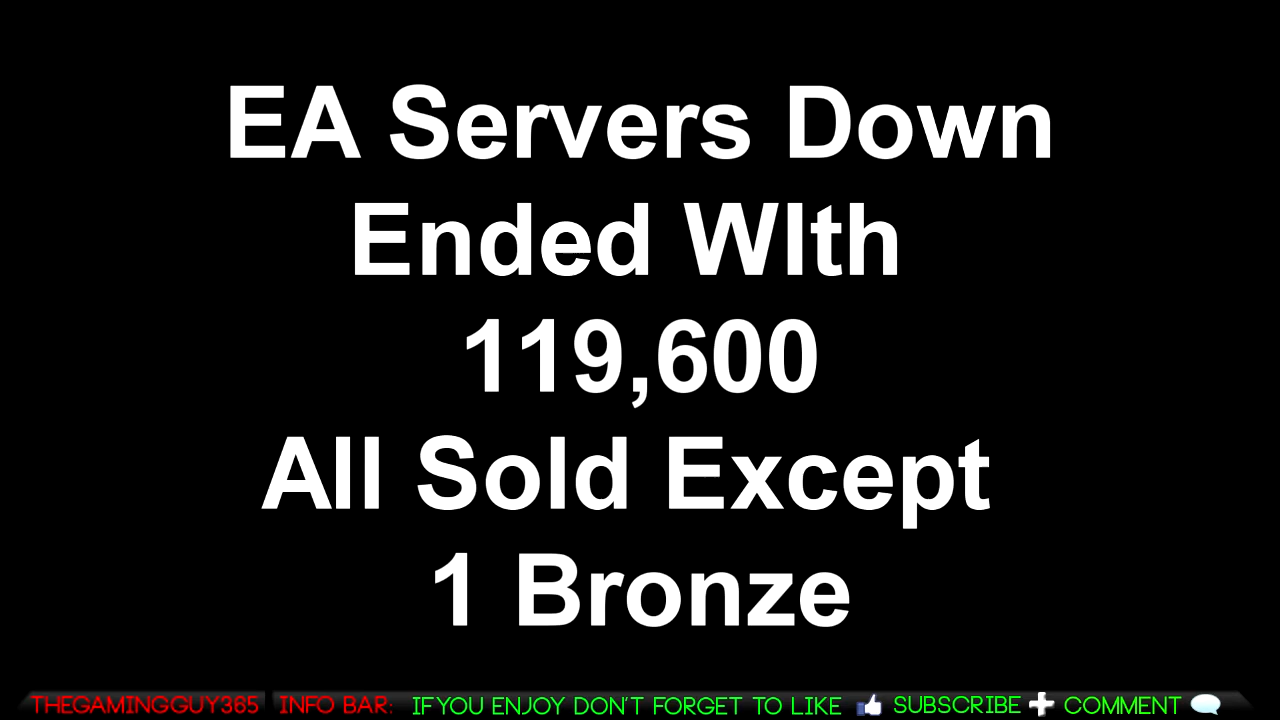 EA Servers Down
Ended WIth
119,600
All Sold Except
1 Bronze
THEGAMINGGUY365 INFO BAR: IF YOU ENJOY DON'T FORGET TO LIKE SUBSCRIBE COMMENT